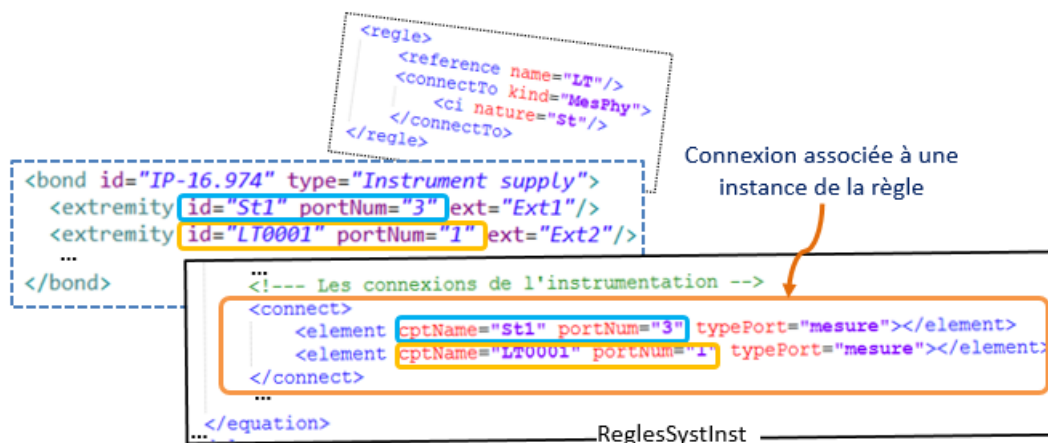 <regle>
<reference name="LT"/>
<connectTo kind="MesPhy">
<ci nature="St"/>
</connectTo>
</regle>
Connexion associée à une
instance de la règle
<bond id="IP-16.974" type="Instrument supply">
<extremity id="St1" portNum="3" ext="Ext1"/>
<extremity id="LT0001" portNum="1" ext="Ext2"/>
...
</bond>
...
<!--- Les connexions de l'instrumentation -->
<connect>
<element cptName="St1" portNum="3" typePort="mesure"></element>
<element cptName="LT0001" portNum="1" typePort="mesure"></element>
</connect>
...
</equation>
...
ReglesSystInst